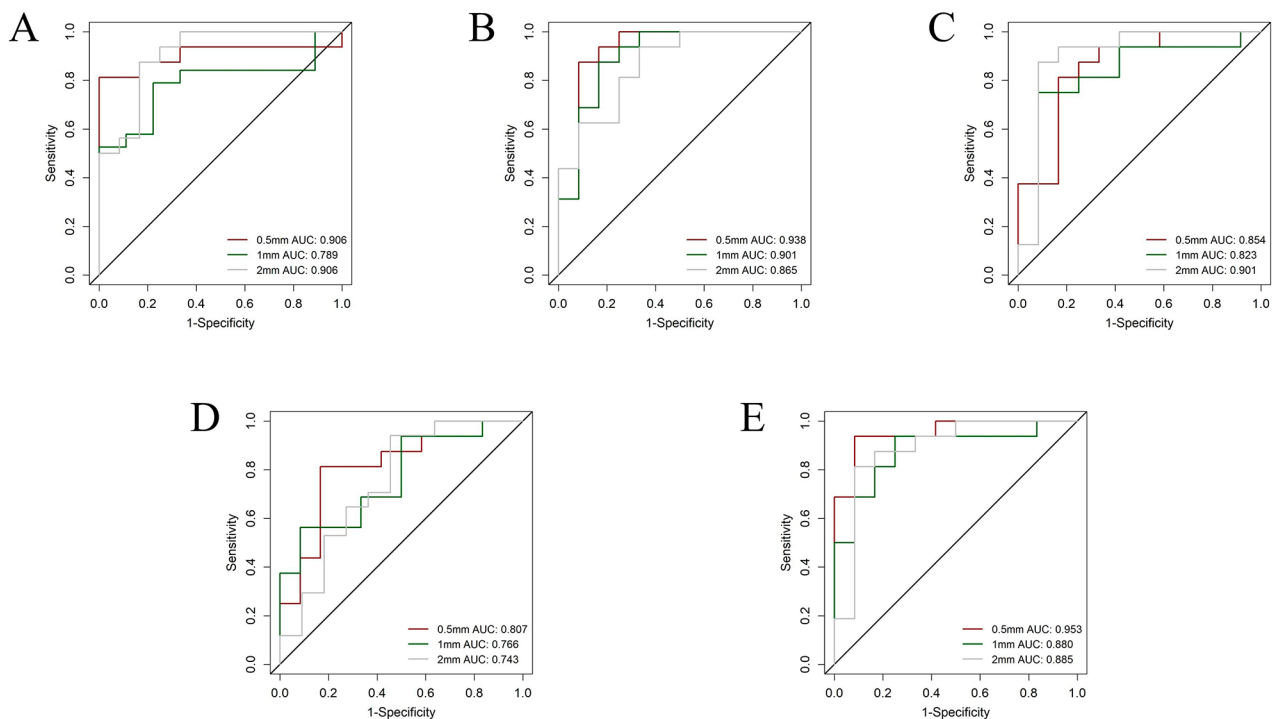 A
1.0
0.8
0.6
0.4
0.2
0.0
Sensitivity
0.5mm AUC: 0.906
1mm AUC: 0.789
2mm AUC: 0.906
0.0 0.2 0.4 0.6 0.8 1.0
1-Specificity
B
1.0
0.8
0.6
0.4
0.2
0.0
Sensitivity
0.5mm AUC: 0.938
1mm AUC: 0.901
2mm AUC: 0.865
0.0 0.2 0.4 0.6 0.8 1.0
1-Specificity
C
1.0
0.8
0.6
0.4
0.2
0.0
Sensitivity
0.5mm AUC: 0.854
1mm AUC: 0.823
2mm AUC: 0.901
0.0 0.2 0.4 0.6 0.8 1.0
1-Specificity
D
1.0
0.8
0.6
0.4
0.2
0.0
Sensitivity
0.5mm AUC: 0.807
1mm AUC: 0.766
2mm AUC: 0.743
0.0 0.2 0.4 0.6 0.8 1.0
1-Specificity
E
1.0
0.8
0.6
0.4
0.2
0.0
Sensitivity
0.5mm AUC: 0.953
1mm AUC: 0.880
2mm AUC: 0.885
0.0 0.2 0.4 0.6 0.8 1.0
1-Specificity